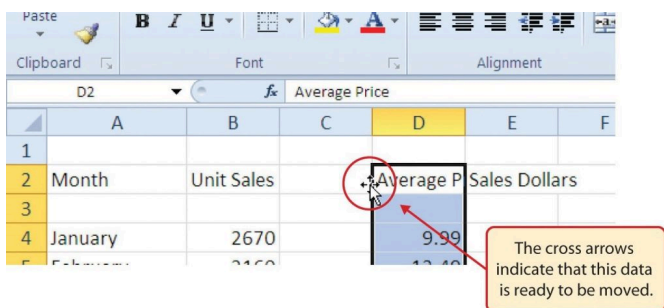 Paste
B I U A
Clipboard Font Alignment
D2 fx Average Price
A B C D E F
1
2 Month Unit Sales Average P Sales Dollars
3
4 January 2670 9.99
The cross arrows
indicate that this data
is ready to be moved.